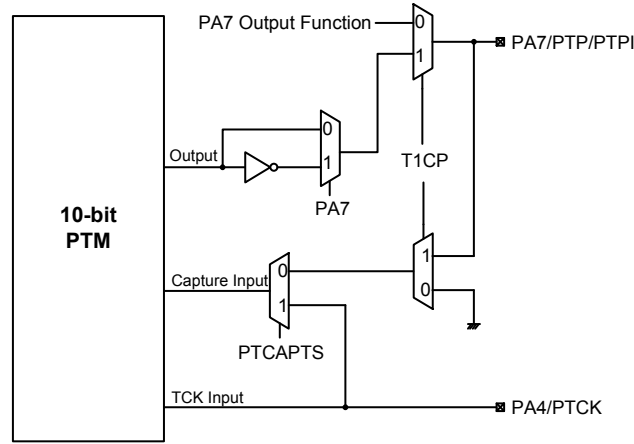 PA7 Output Function
0
1
PA7/PTP/PTPI
0
1
Output
T1CP
PA7
10-bit
PTM
1
0
Capture Input
0
1
PTCAPTS
TCK Input
PA4/PTCK